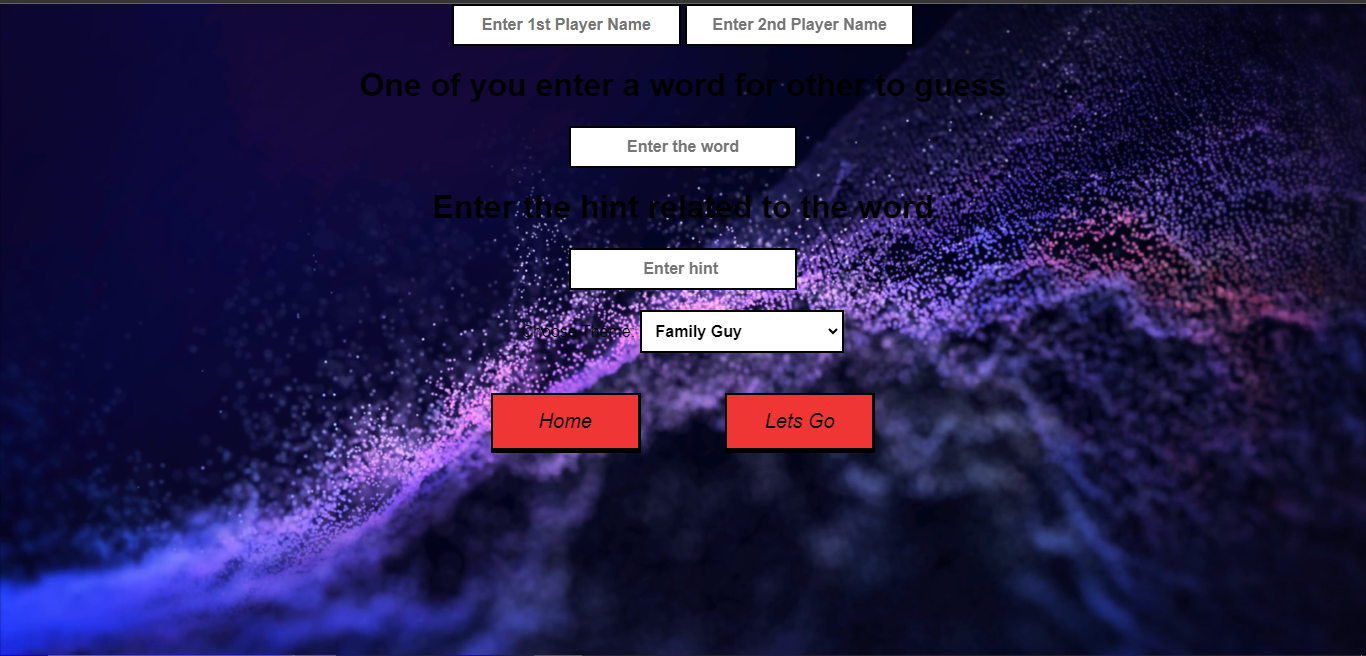 Enter 1st Player Name Enter 2nd Player Name
One of you enter a word for other to guess
Enter the word
Enter the hint related to the word
Enter hint
Choose Theme: Family Guy
Home Lets Go